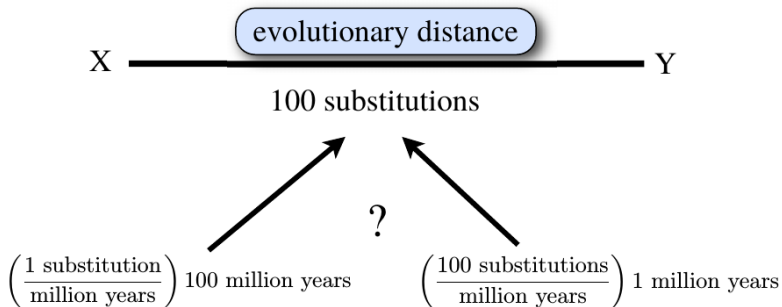 evolutionary distance
X Y
100 substitutions
?
(1 substitution / million years) 100 million years (100 substitutions / million years) 1 million years